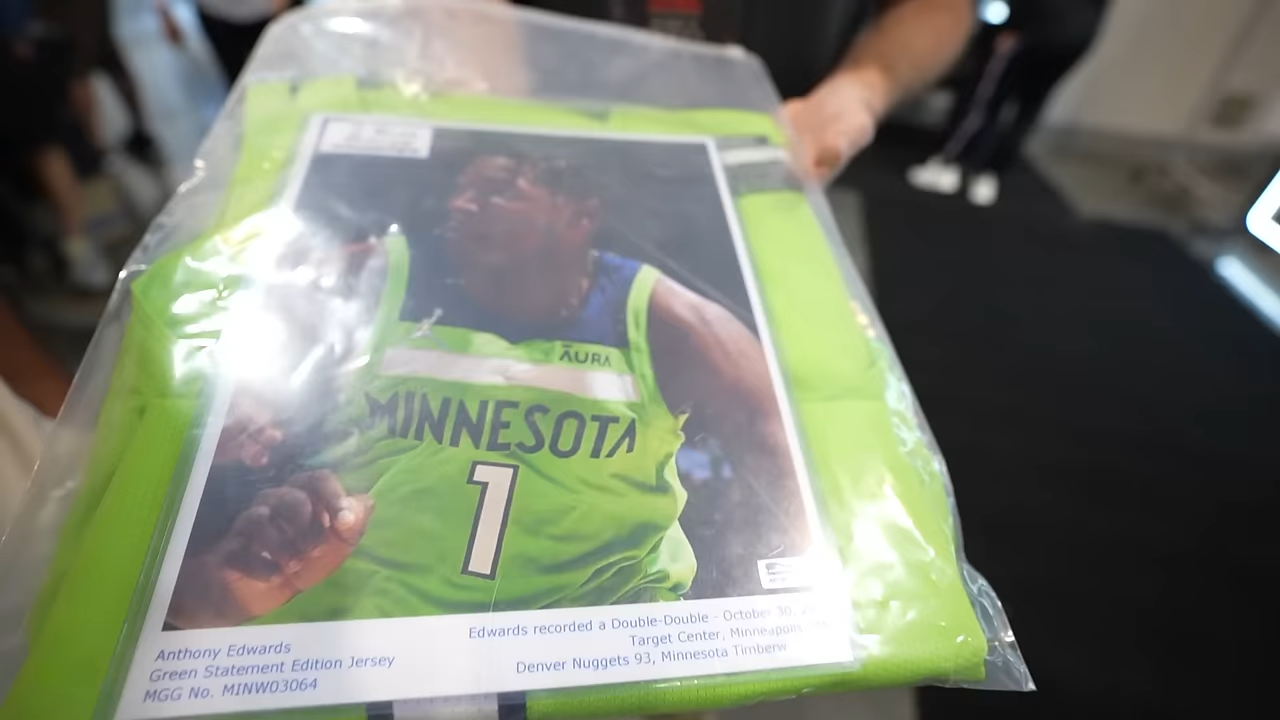 AURA
MINNESOTA
1
Anthony Edwards
Green Statement Edition Jersey
MGG No. MINW03064
Edwards recorded a Double-Double - October 30,
Target Center, Minneapolis
Denver Nuggets 93, Minnesota Timberw